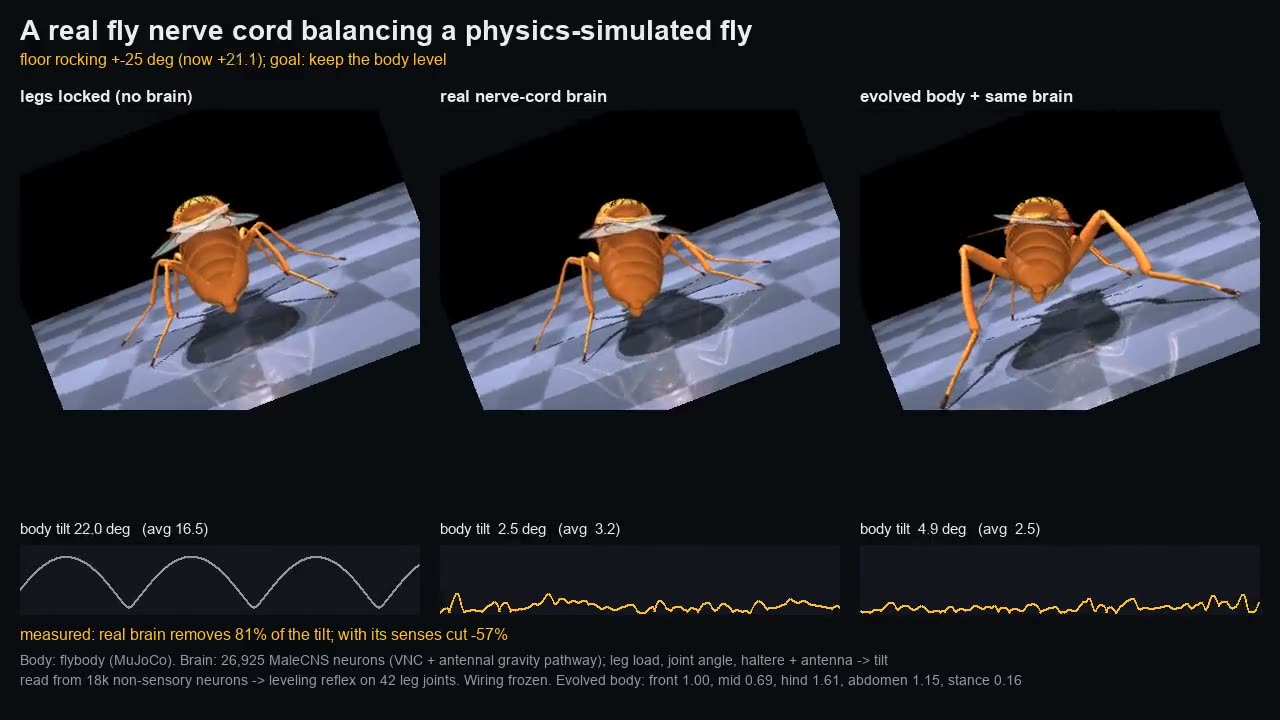 A real fly nerve cord balancing a physics-simulated fly
floor rocking +-25 deg (now +21.1); goal: keep the body level
legs locked (no brain)
real nerve-cord brain
evolved body + same brain
body tilt 22.0 deg (avg 16.5)
body tilt 2.5 deg (avg 3.2)
body tilt 4.9 deg (avg 2.5)
measured: real brain removes 81% of the tilt; with its senses cut -57%
Body: flybody (MuJoCo). Brain: 26,925 MaleCNS neurons (VNC + antennal gravity pathway); leg load, joint angle, haltere + antenna -> tilt
read from 18k non-sensory neurons -> leveling reflex on 42 leg joints. Wiring frozen. Evolved body: front 1.00, mid 0.69, hind 1.61, abdomen 1.15, stance 0.16